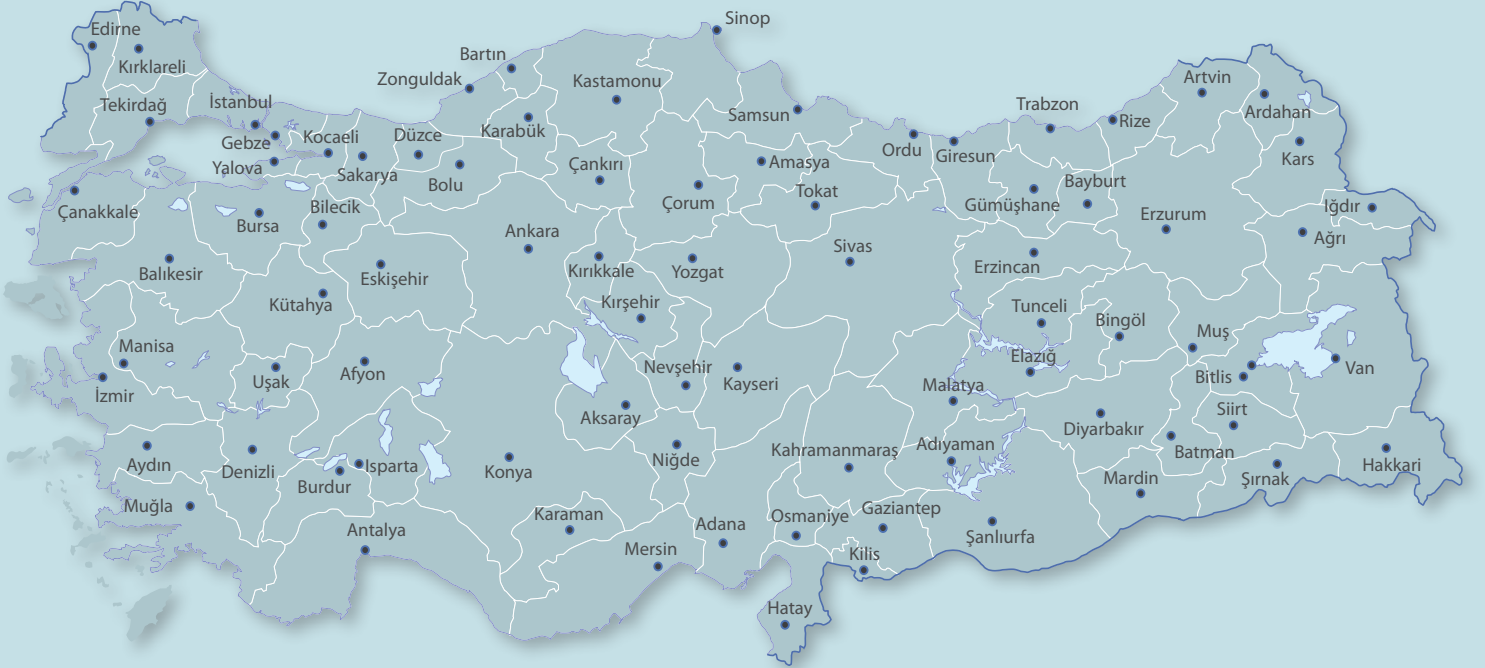 Sinop
Edirne
Bartın
Kırklareli
Zonguldak
Kastamonu
Artvin
Tekirdağ
İstanbul
Samsun
Trabzon
Ardahan
Rize
Gebze
Kocaeli
Düzce
Karabük
Ordu
Giresun
Kars
Yalova
Sakarya
Bolu
Çankırı
Amasya
Bayburt
Tokat
Çanakkale
Bilecik
Çorum
Gümüşhane
Iğdır
Bursa
Erzurum
Ankara
Ağrı
Sivas
Balıkesir
Eskişehir
Kırıkkale
Yozgat
Erzincan
Kütahya
Kırşehir
Tunceli
Bingöl
Muş
Manisa
Elazığ
Nevşehir
Uşak
Afyon
Kayseri
Bitlis
Van
İzmir
Malatya
Aksaray
Siirt
Diyarbakır
Adıyaman
Kahramanmaraş
Batman
Aydın
Denizli
Isparta
Konya
Niğde
Hakkari
Burdur
Mardin
Şırnak
Muğla
Gaziantep
Karaman
Osmaniye
Antalya
Adana
Şanlıurfa
Mersin
Kilis
Hatay